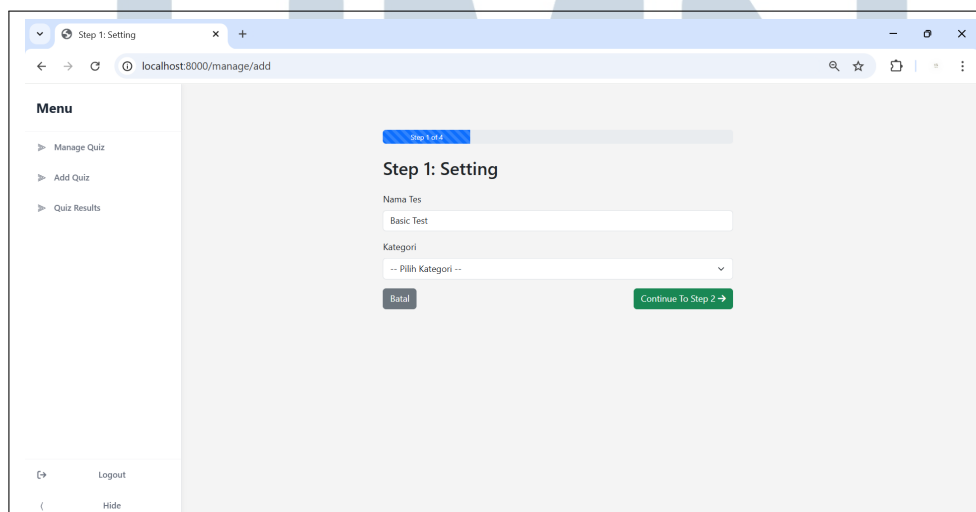 Step 1: Setting
localhost:8000/manage/add
Menu
Manage Quiz
Add Quiz
Quiz Results
Logout
Hide
Step 1 of 4
Step 1: Setting
Nama Tes
Basic Test
Kategori
-- Pilih Kategori --
Batal
Continue To Step 2